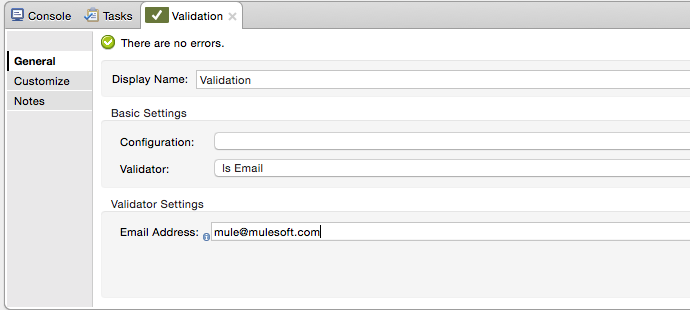 Console Tasks Validation
There are no errors.
General
Customize
Notes
Display Name: Validation
Basic Settings
Configuration:
Validator: Is Email
Validator Settings
Email Address: mule@mulesoft.com